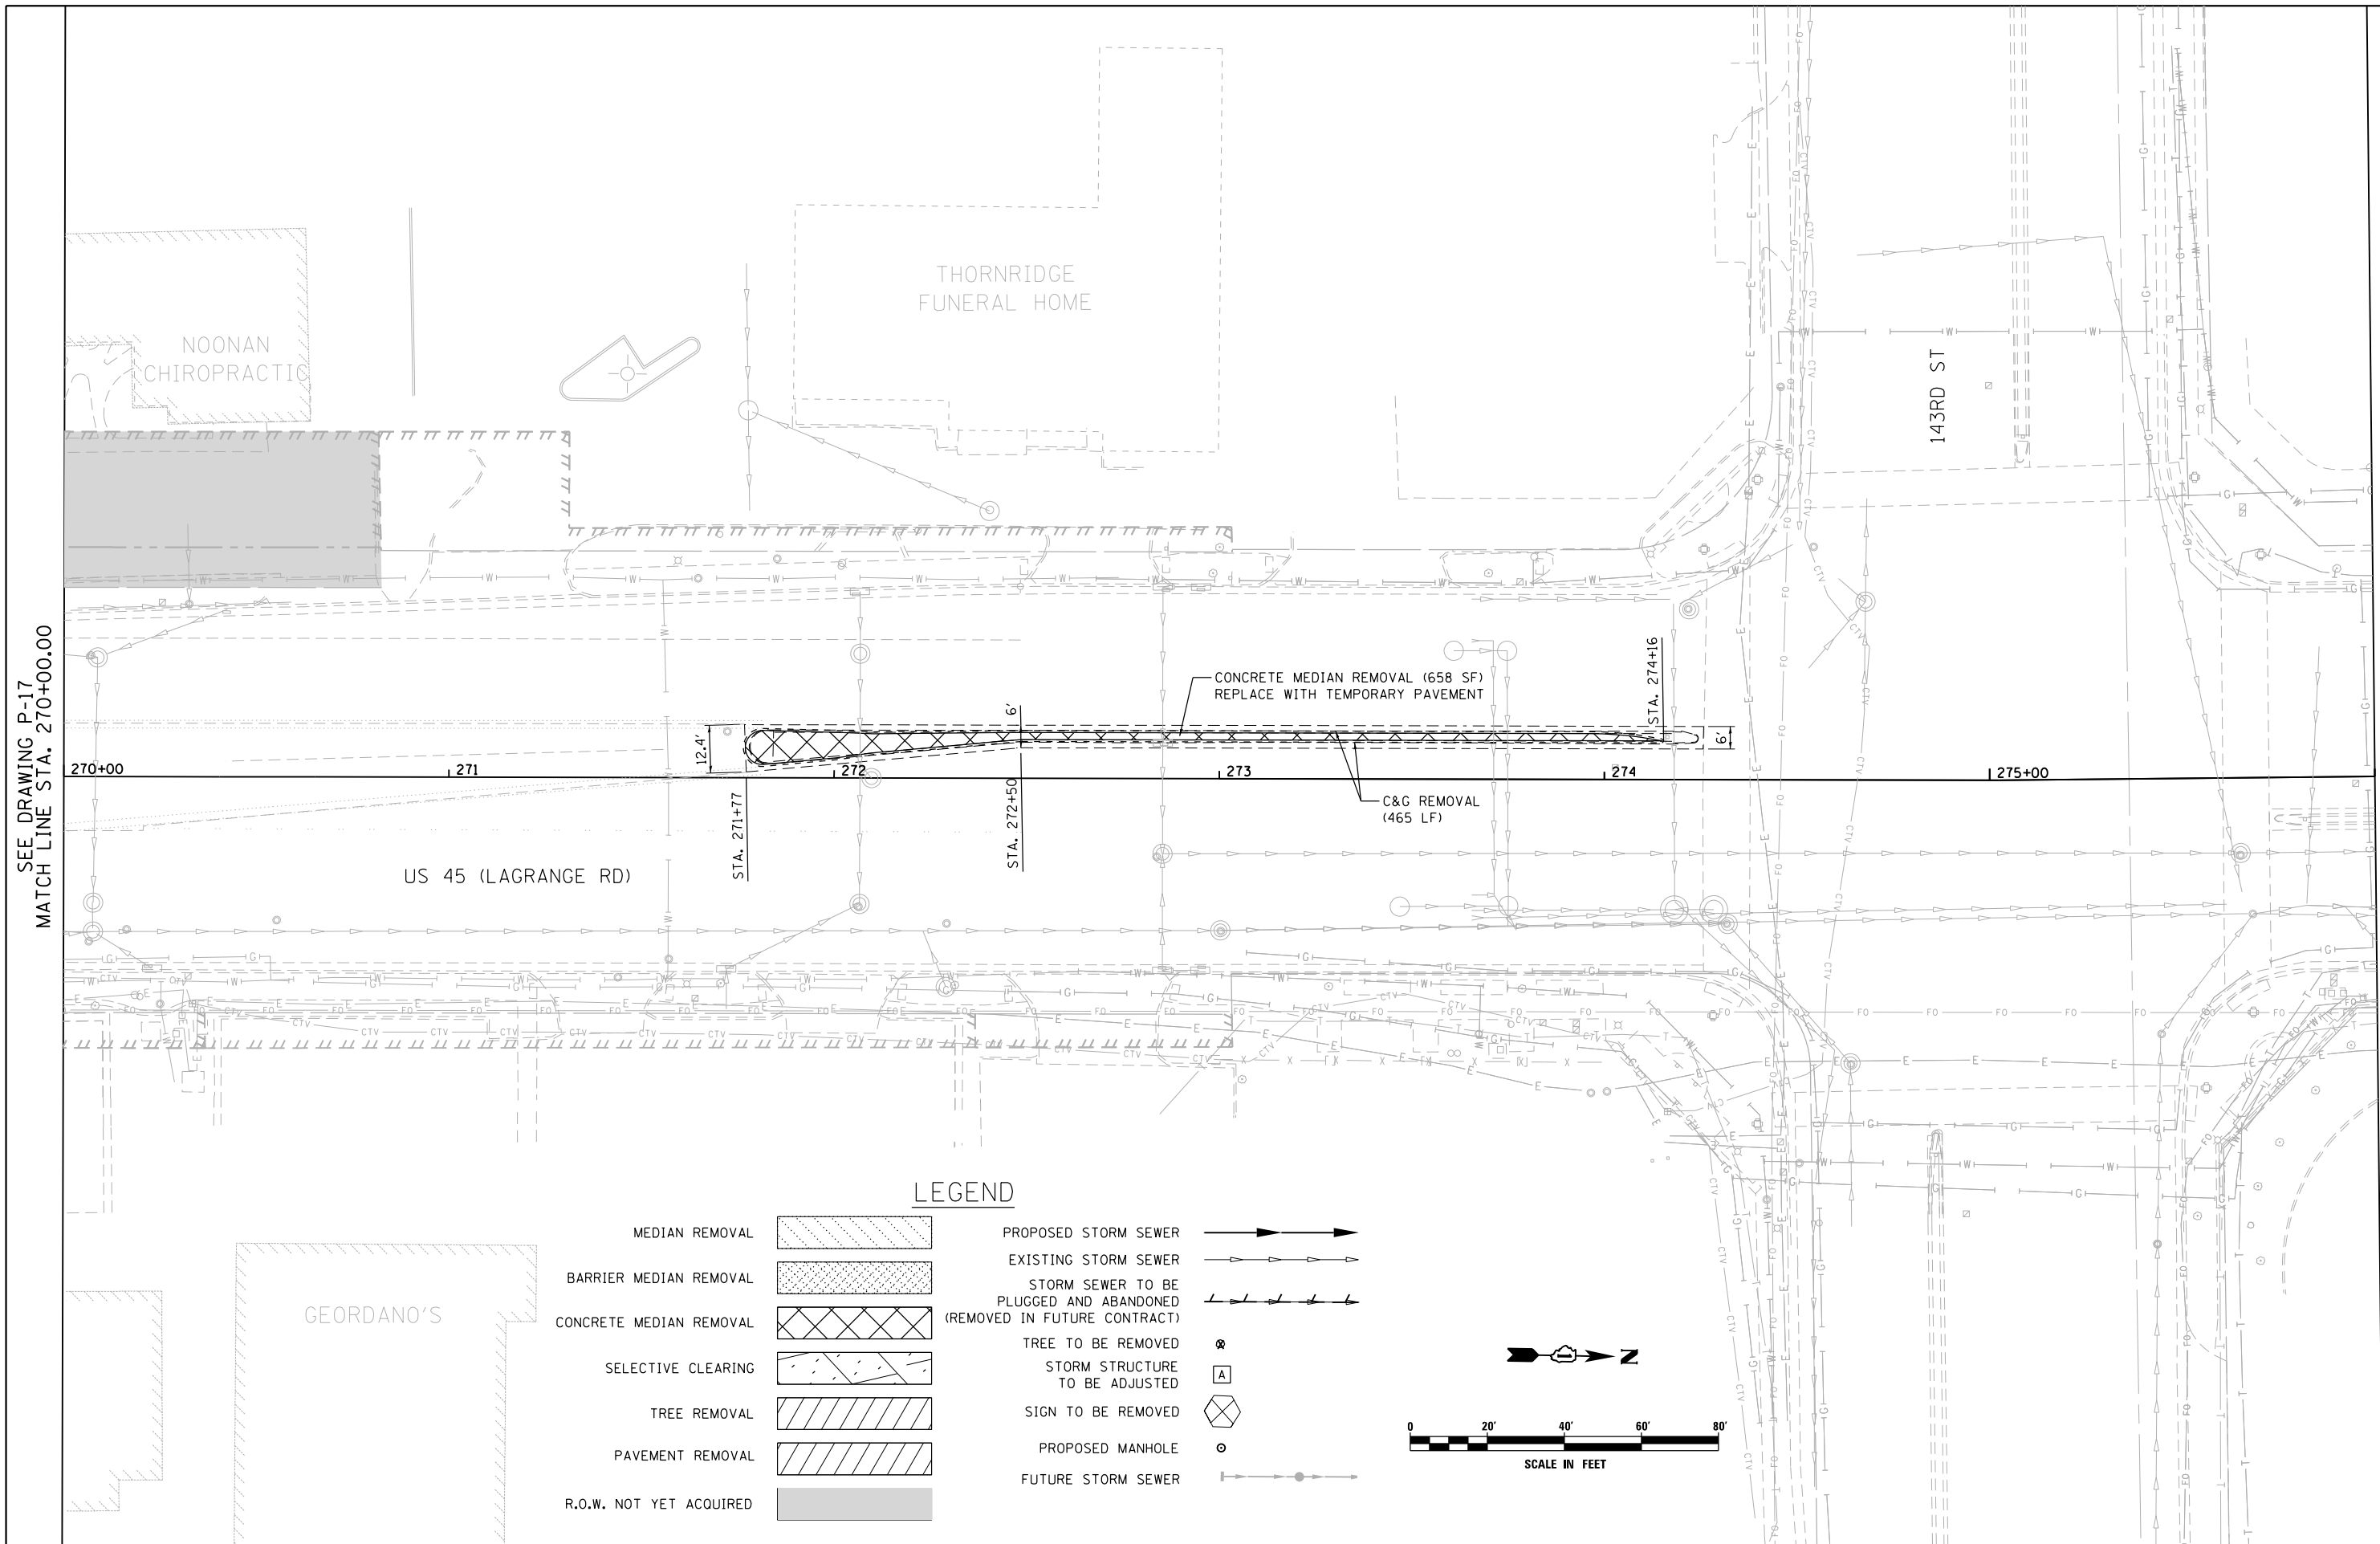 SEE DRAWING P-17
MATCH LINE STA. 270+00.00
NOONAN
CHIROPRACTIC
THORNRIDGE
FUNERAL HOME
143RD ST
CONCRETE MEDIAN REMOVAL (658 SF)
REPLACE WITH TEMPORARY PAVEMENT
STA. 274+16
12.4'
6'
6'
270+00
271
272
273
274
275+00
STA. 271+77
STA. 272+50
C&G REMOVAL
(465 LF)
US 45 (LAGRANGE RD)
GEORDANO'S
LEGEND
MEDIAN REMOVAL
BARRIER MEDIAN REMOVAL
CONCRETE MEDIAN REMOVAL
SELECTIVE CLEARING
TREE REMOVAL
PAVEMENT REMOVAL
R.O.W. NOT YET ACQUIRED
PROPOSED STORM SEWER
EXISTING STORM SEWER
STORM SEWER TO BE
PLUGGED AND ABANDONED
(REMOVED IN FUTURE CONTRACT)
TREE TO BE REMOVED
STORM STRUCTURE
TO BE ADJUSTED
A
SIGN TO BE REMOVED
PROPOSED MANHOLE
FUTURE STORM SEWER
N
0 20' 40' 60' 80'
SCALE IN FEET